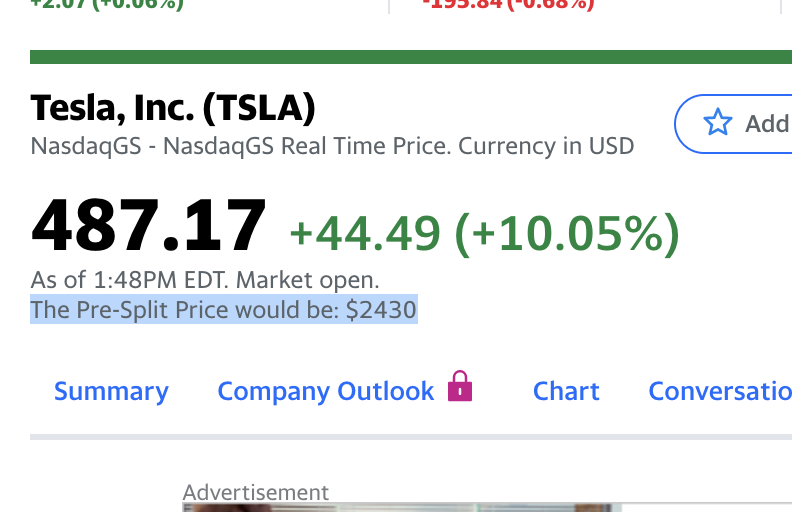 +2.07 (+0.06%)
-195.84 (-0.68%)
Tesla, Inc. (TSLA)
Add
NasdaqGS - NasdaqGS Real Time Price. Currency in USD
487.17 +44.49 (+10.05%)
As of 1:48PM EDT. Market open.
The Pre-Split Price would be: $2430
Summary Company Outlook Chart Conversatio
Advertisement